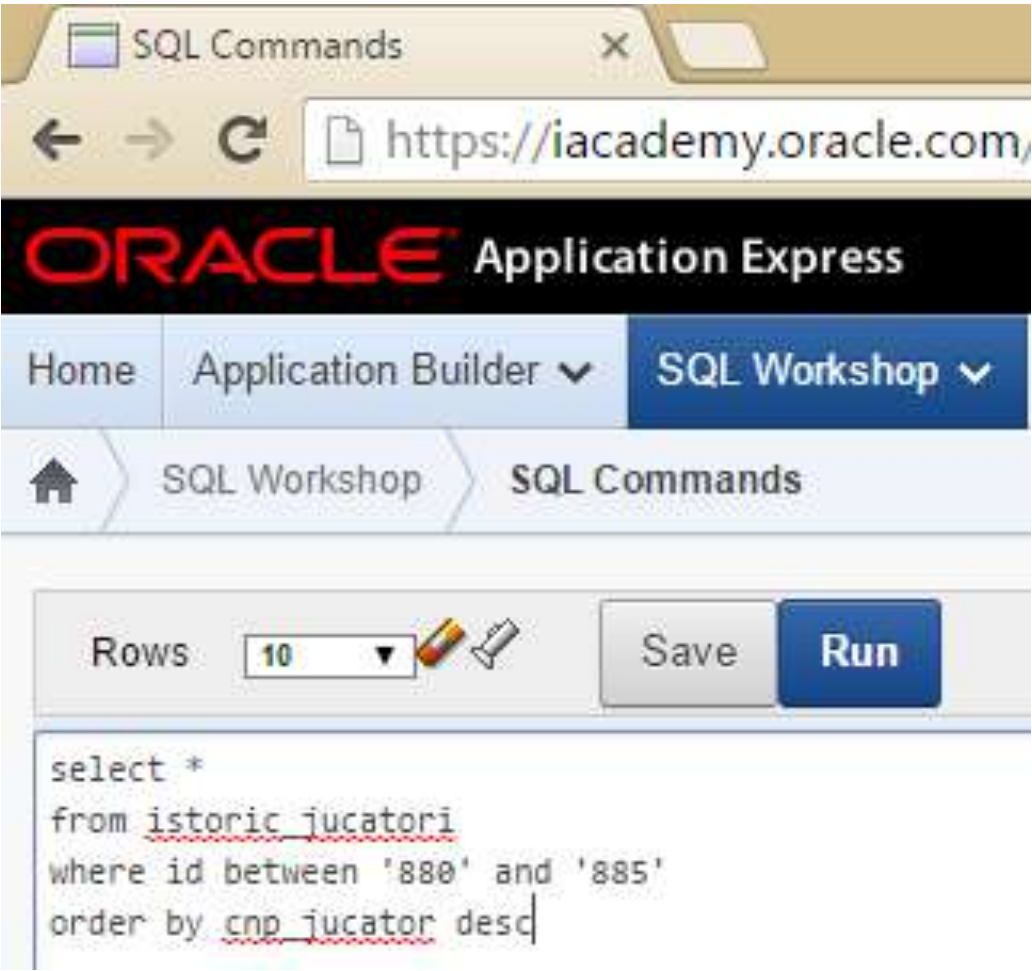 SQL Commands
https://iacademy.oracle.com/
ORACLE Application Express
Home Application Builder SQL Workshop
SQL Workshop SQL Commands
Rows 10 Save Run
select *
from istoric_jucatori
where id between '880' and '885'
order by cnp_jucator desc